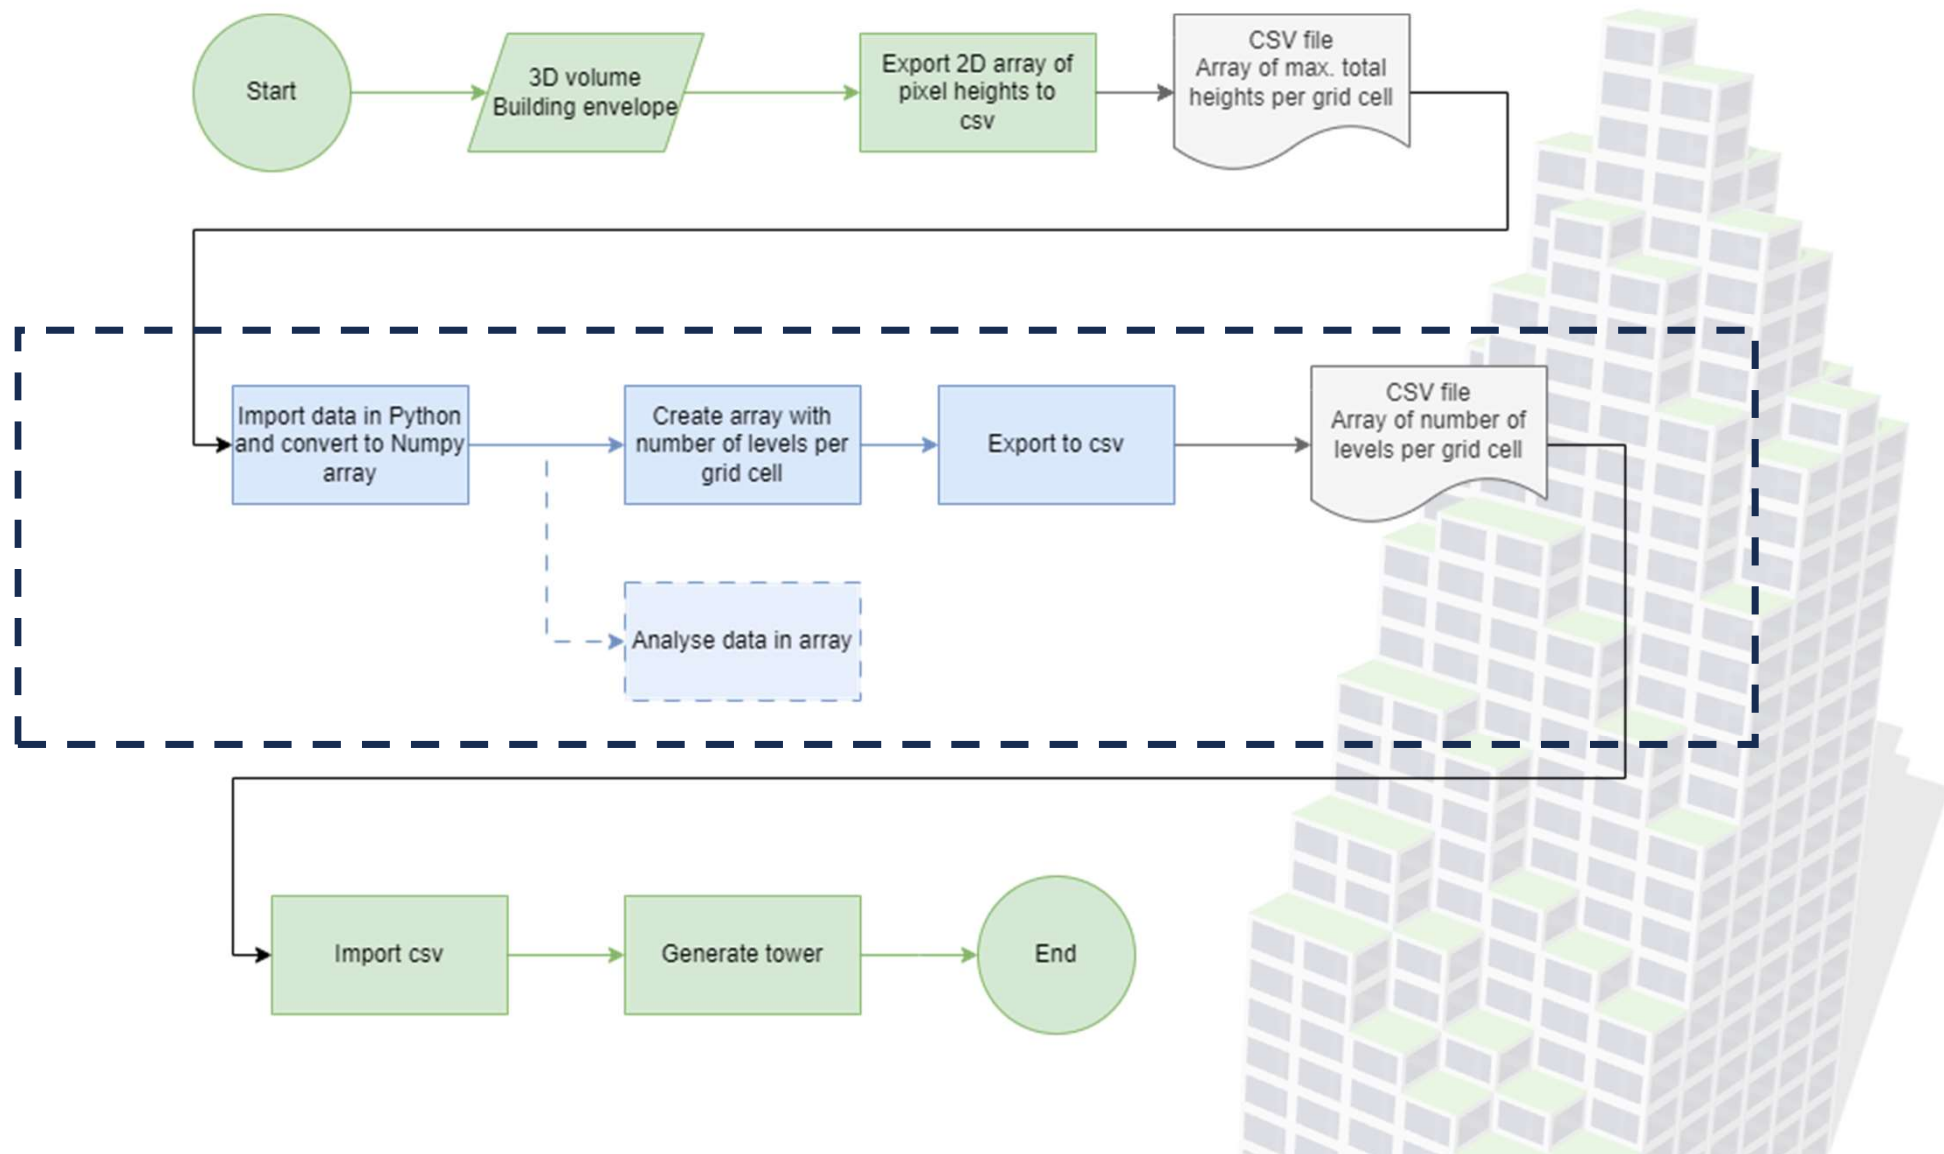 Start
3D volume
Building envelope
Export 2D array of
pixel heights to
csv
CSV file
Array of max. total
heights per grid cell
Import data in Python
and convert to Numpy
array
Create array with
number of levels per
grid cell
Export to csv
CSV file
Array of number of
levels per grid cell
Analyse data in array
Import csv
Generate tower
End